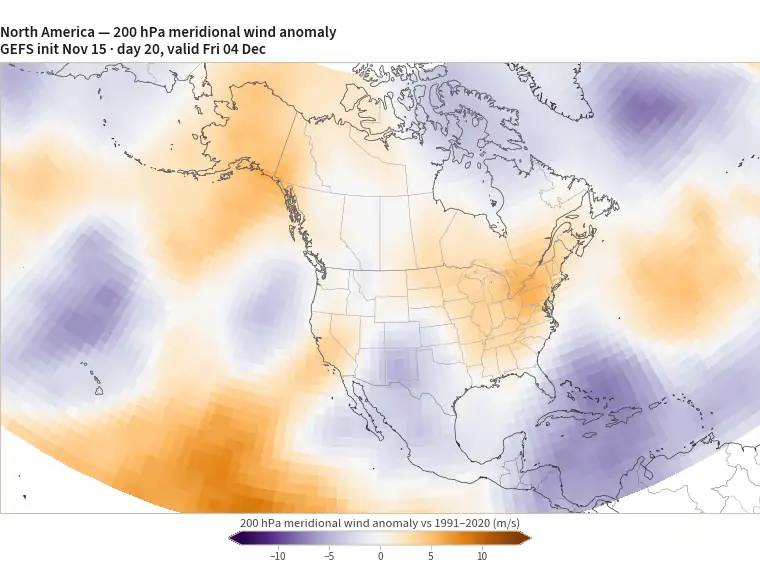 North America — 200 hPa meridional wind anomaly
GEFS init Nov 15 · day 20, valid Fri 04 Dec
200 hPa meridional wind anomaly vs 1991–2020 (m/s)
−10 −5 0 5 10